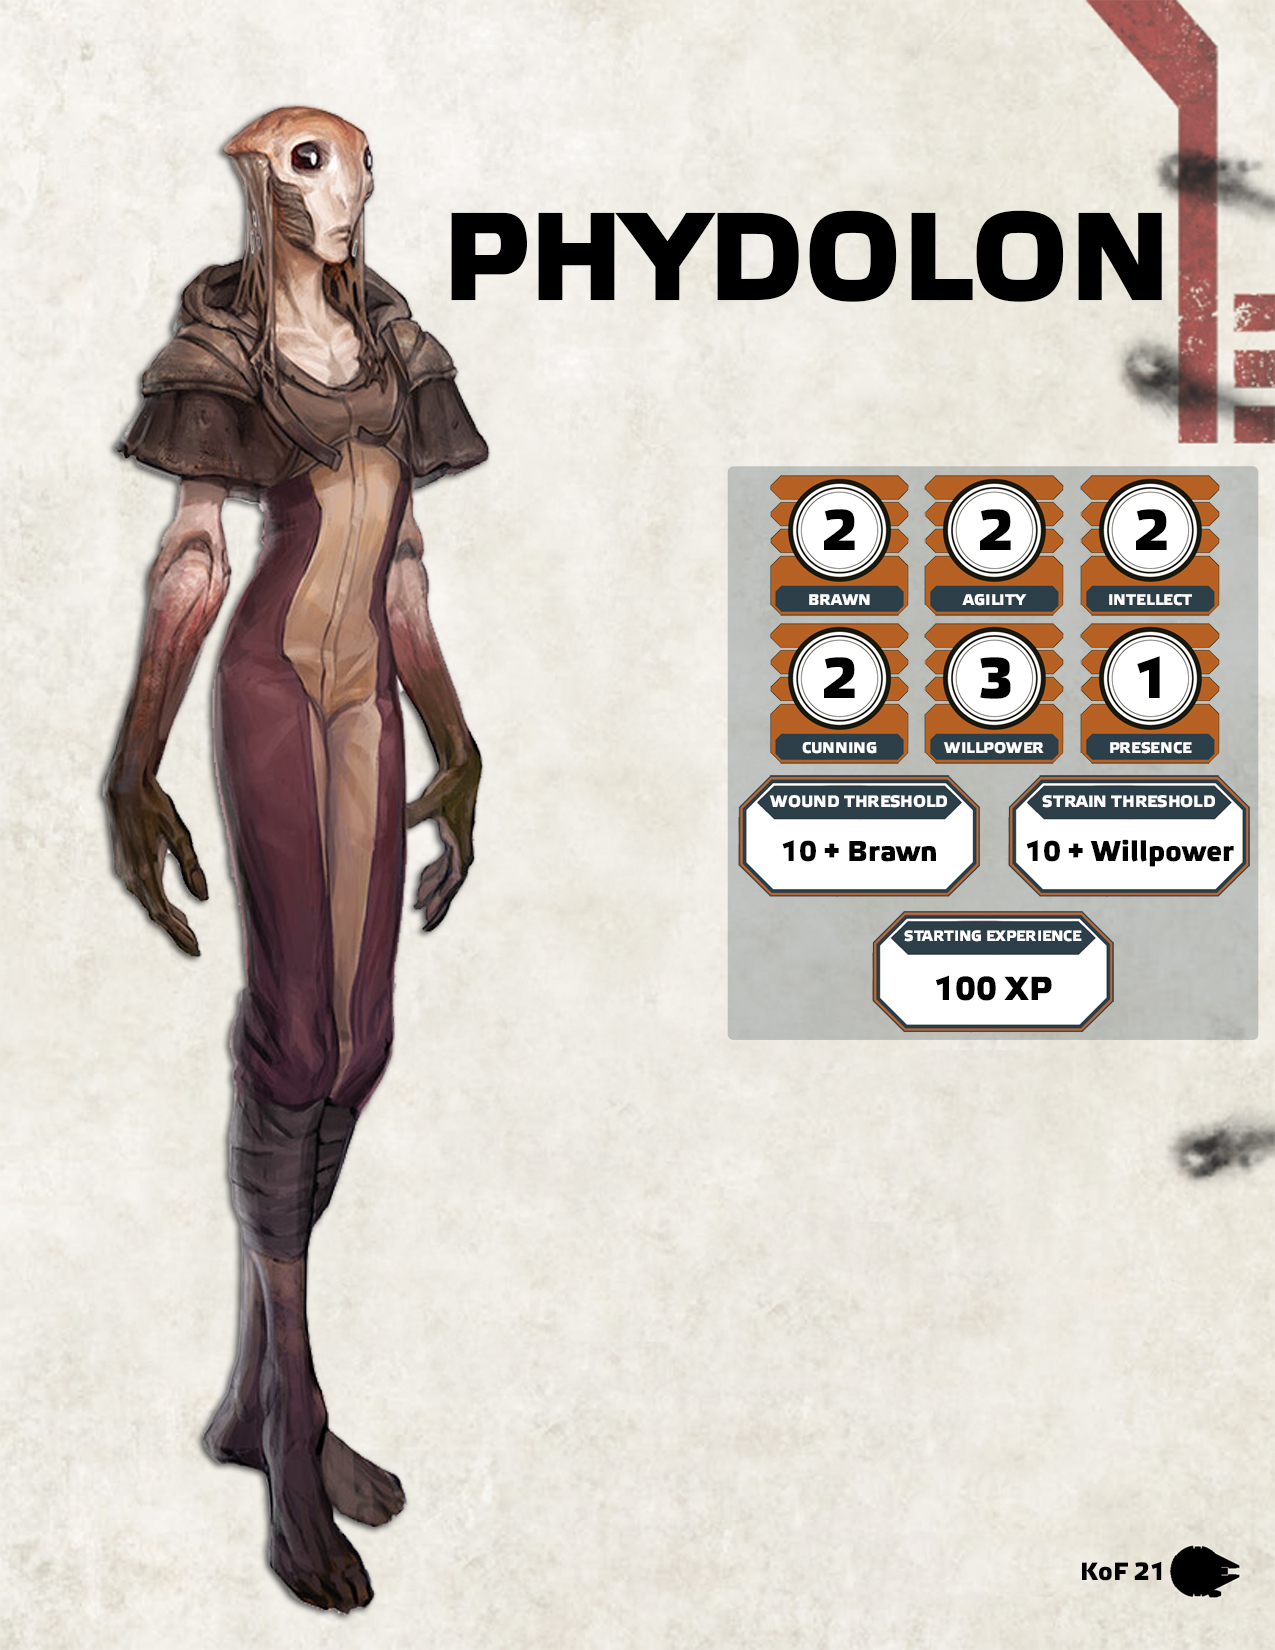 PHYDOLON
2 2 2
BRAWN AGILITY INTELLECT
2 3 1
CUNNING WILLPOWER PRESENCE
WOUND THRESHOLD STRAIN THRESHOLD
10 + Brawn 10 + Willpower
STARTING EXPERIENCE
100 XP
KoF 21